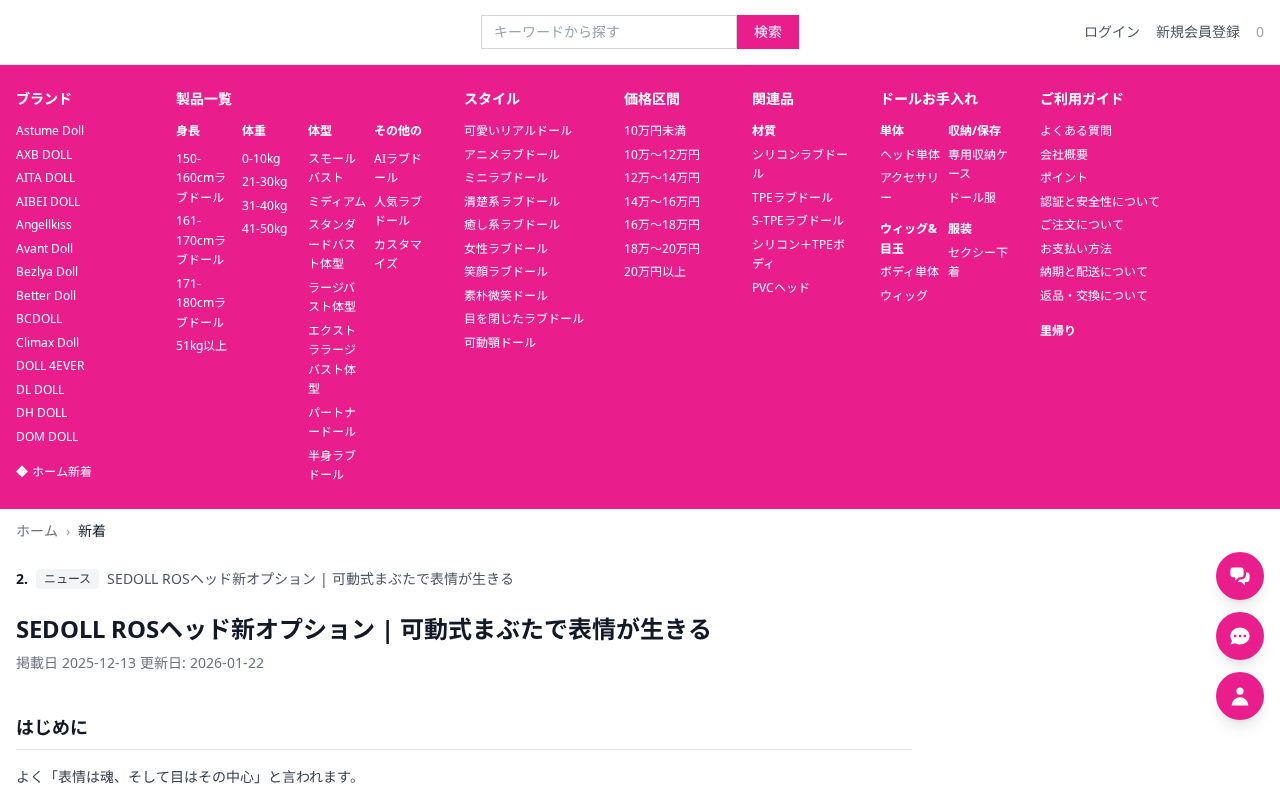 キーワードから探す
検索
ログイン
新規会員登録
0
ブランド
Astume Doll
AXB DOLL
AITA DOLL
AIBEI DOLL
Angellkiss
Avant Doll
Bezlya Doll
Better Doll
BCDOLL
Climax Doll
DOLL 4EVER
DL DOLL
DH DOLL
DOM DOLL
◆ ホーム新着
製品一覧
身長
150-
160cmラ
ブドール
161-
170cmラ
ブドール
171-
180cmラ
ブドール
51kg以上
体重
0-10kg
21-30kg
31-40kg
41-50kg
体型
スモール
バスト
ミディアム
スタンダ
ードバス
ト体型
ラージバ
スト体型
エクスト
ララージ
バスト体
型
パートナ
ードール
半身ラブ
ドール
その他の
AIラブド
ール
人気ラブ
ドール
カスタマ
イズ
スタイル
可愛いリアルドール
アニメラブドール
ミニラブドール
清楚系ラブドール
癒し系ラブドール
女性ラブドール
笑顔ラブドール
素朴微笑ドール
目を閉じたラブドール
可動顎ドール
価格区間
10万円未満
10万〜12万円
12万〜14万円
14万〜16万円
16万〜18万円
18万〜20万円
20万円以上
関連品
材質
シリコンラブドー
ル
TPEラブドール
S-TPEラブドール
シリコン+TPEボ
ディ
PVCヘッド
ドールお手入れ
単体
ヘッド単体
アクセサリ
ー
ウィッグ&
目玉
ボディ単体
ウィッグ
収納/保存
専用収納ケ
ース
ドール服
服装
セクシー下
着
ご利用ガイド
よくある質問
会社概要
ポイント
認証と安全性について
ご注文について
お支払い方法
納期と配送について
返品・交換について
里帰り
ホーム › 新着
2. ニュース SEDOLL ROSヘッド新オプション | 可動式まぶたで表情が生きる
SEDOLL ROSヘッド新オプション | 可動式まぶたで表情が生きる
掲載日 2025-12-13 更新日: 2026-01-22
はじめに
よく「表情は魂、そして目はその中心」と言われます。